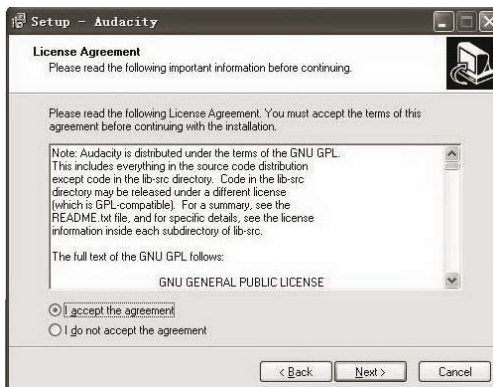 Setup - Audacity
License Agreement
Please read the following important information before continuing.
Please read the following License Agreement. You must accept the terms of this
agreement before continuing with the installation.
Note: Audacity is distributed under the terms of the GNU GPL.
This includes everything in the source code distribution
except code in the lib-src directory. Code in the lib-src
directory may be released under a different license
(which is GPL-compatible). For a summary, see the
README.txt file, and for specific details, see the license
information inside each subdirectory of lib-src.
The full text of the GNU GPL follows:
GNU GENERAL PUBLIC LICENSE
I accept the agreement
I do not accept the agreement
< Back Next > Cancel